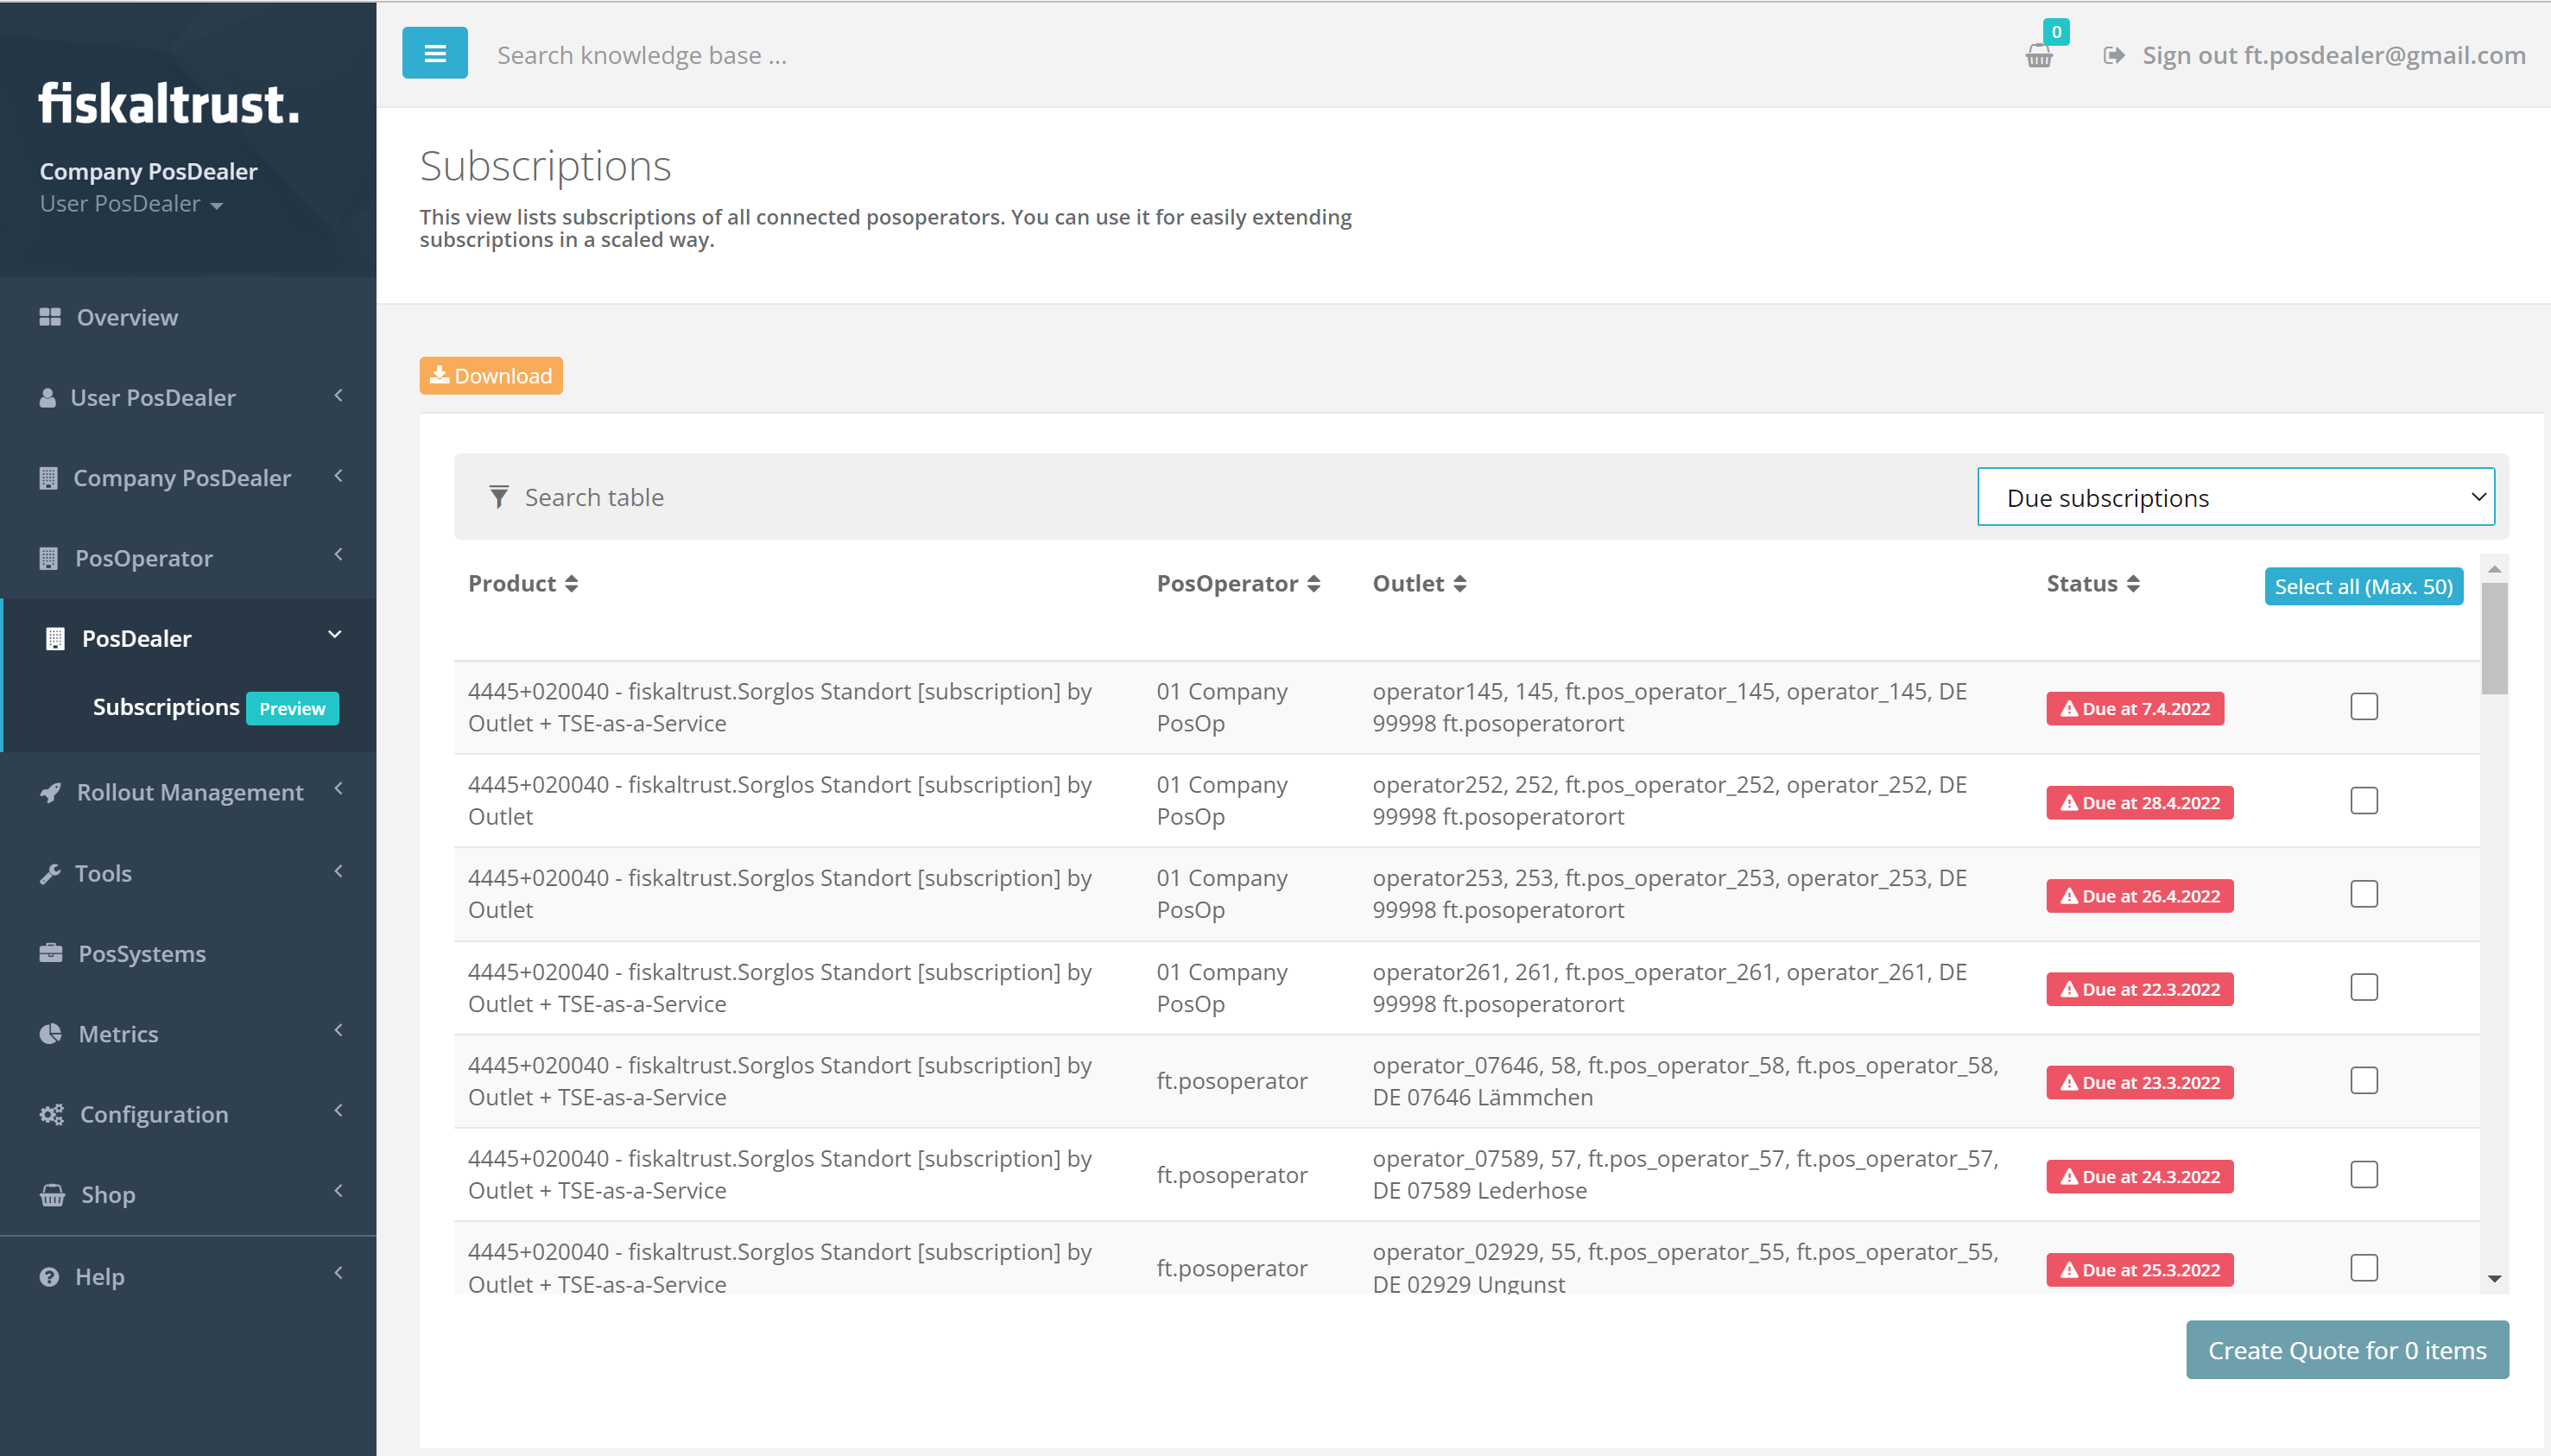 fiskaltrust.
Company PosDealer
User PosDealer
Overview
User PosDealer
Company PosDealer
PosOperator
PosDealer
Subscriptions Preview
Rollout Management
Tools
PosSystems
Metrics
Configuration
Shop
Help
Search knowledge base ...
0
Sign out ft.posdealer@gmail.com
Subscriptions
This view lists subscriptions of all connected posoperators. You can use it for easily extending
subscriptions in a scaled way.
Download
Search table
Due subscriptions
Product PosOperator Outlet Status Select all (Max. 50)
4445+020040 - fiskaltrust.Sorglos Standort [subscription] by
Outlet + TSE-as-a-Service
01 Company
PosOp
operator145, 145, ft.pos_operator_145, operator_145, DE
99998 ft.posoperatorort
Due at 7.4.2022
4445+020040 - fiskaltrust.Sorglos Standort [subscription] by
Outlet
01 Company
PosOp
operator252, 252, ft.pos_operator_252, operator_252, DE
99998 ft.posoperatorort
Due at 28.4.2022
4445+020040 - fiskaltrust.Sorglos Standort [subscription] by
Outlet
01 Company
PosOp
operator253, 253, ft.pos_operator_253, operator_253, DE
99998 ft.posoperatorort
Due at 26.4.2022
4445+020040 - fiskaltrust.Sorglos Standort [subscription] by
Outlet + TSE-as-a-Service
01 Company
PosOp
operator261, 261, ft.pos_operator_261, operator_261, DE
99998 ft.posoperatorort
Due at 22.3.2022
4445+020040 - fiskaltrust.Sorglos Standort [subscription] by
Outlet + TSE-as-a-Service
ft.posoperator
operator_07646, 58, ft.pos_operator_58, ft.pos_operator_58,
DE 07646 Lämmchen
Due at 23.3.2022
4445+020040 - fiskaltrust.Sorglos Standort [subscription] by
Outlet + TSE-as-a-Service
ft.posoperator
operator_07589, 57, ft.pos_operator_57, ft.pos_operator_57,
DE 07589 Lederhose
Due at 24.3.2022
4445+020040 - fiskaltrust.Sorglos Standort [subscription] by
Outlet + TSE-as-a-Service
ft.posoperator
operator_02929, 55, ft.pos_operator_55, ft.pos_operator_55,
DE 02929 Ungunst
Due at 25.3.2022
Create Quote for 0 items